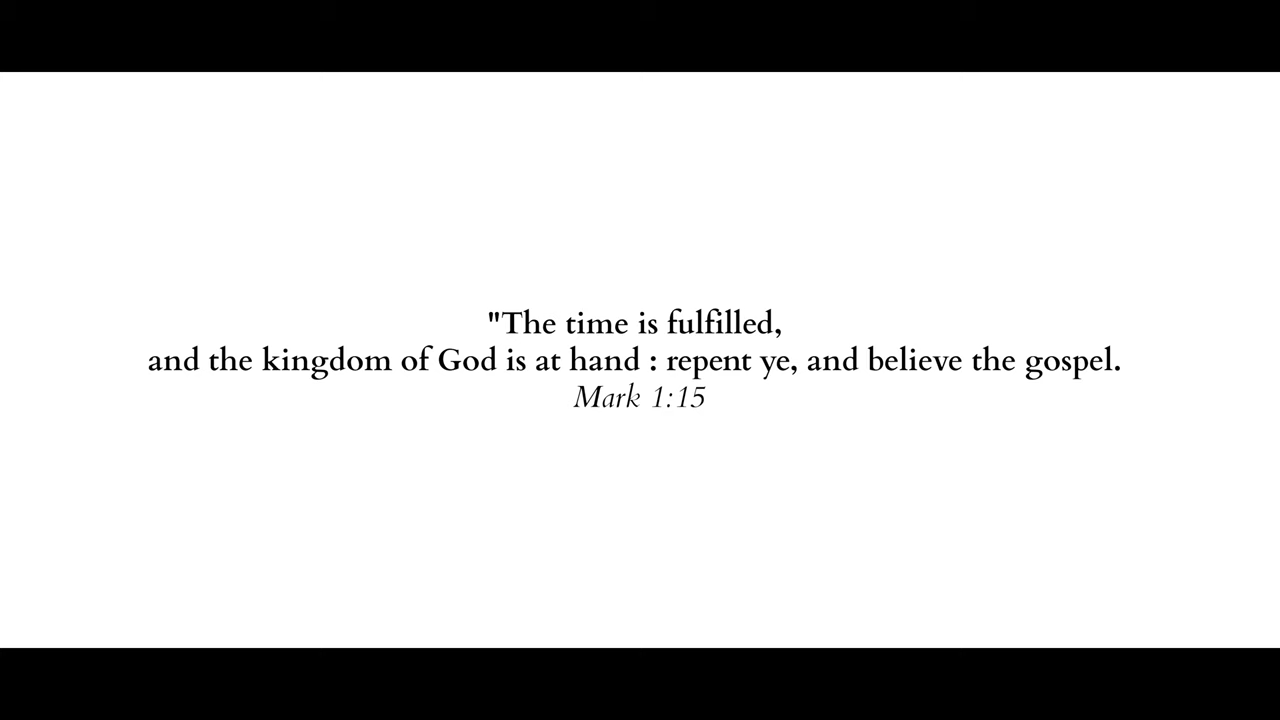 "The time is fulfilled,
and the kingdom of God is at hand : repent ye, and believe the gospel.
Mark 1:15